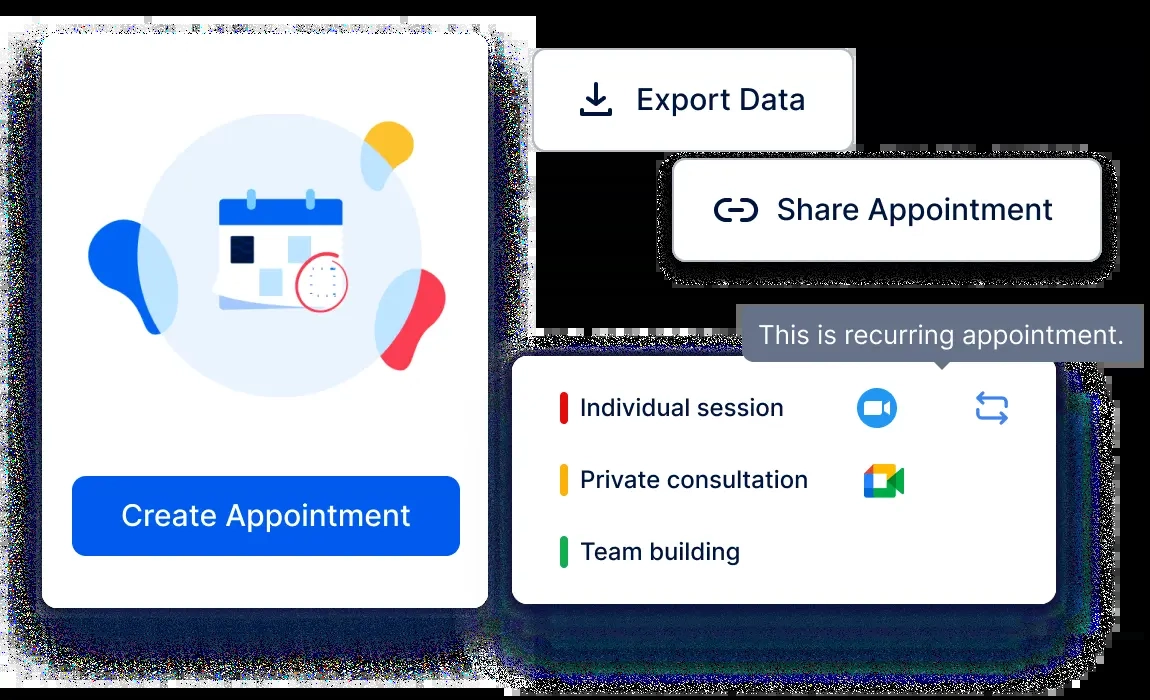 Export Data
Share Appointment
This is recurring appointment.
Individual session
Private consultation
Team building
Create Appointment